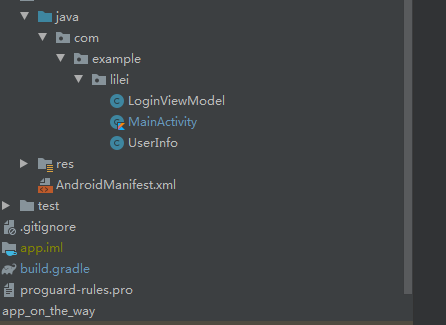 java
com
example
lilei
LoginViewModel
MainActivity
UserInfo
res
AndroidManifest.xml
test
.gitignore
app.iml
build.gradle
proguard-rules.pro
app_on_the_way